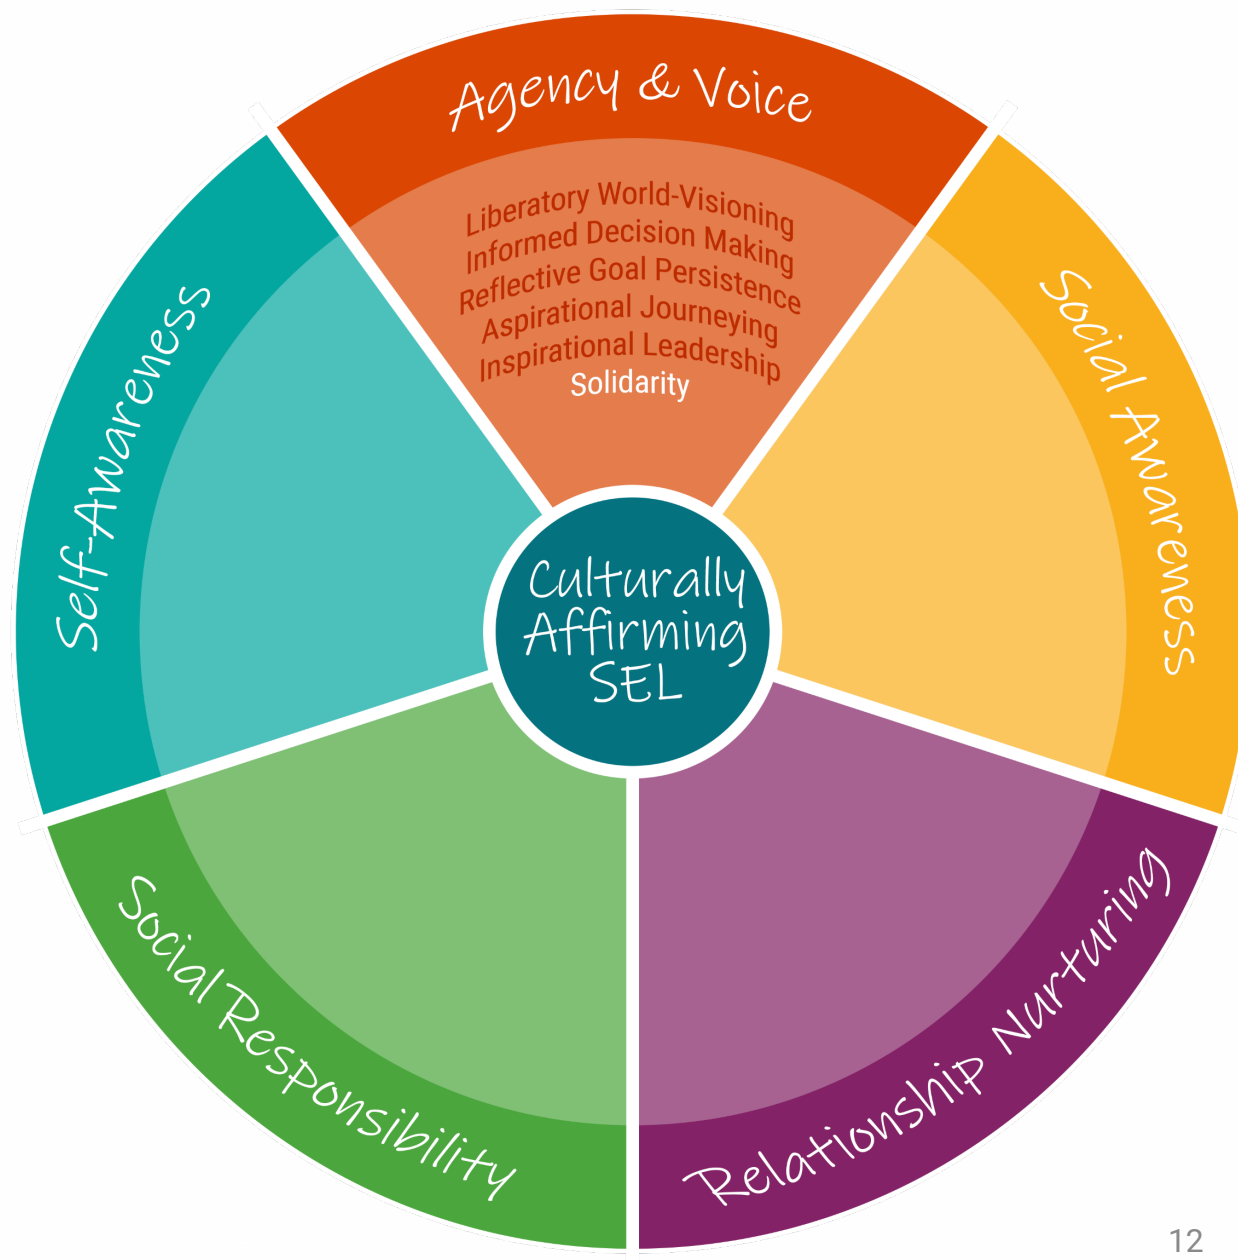 Agency & Voice
Liberatory World-Visioning
Informed Decision Making
Reflective Goal Persistence
Aspirational Journeying
Inspirational Leadership
Solidarity
Self-Awareness
Social Awareness
Culturally
Affirming
SEL
Social Responsibility
Relationship Nurturing
12